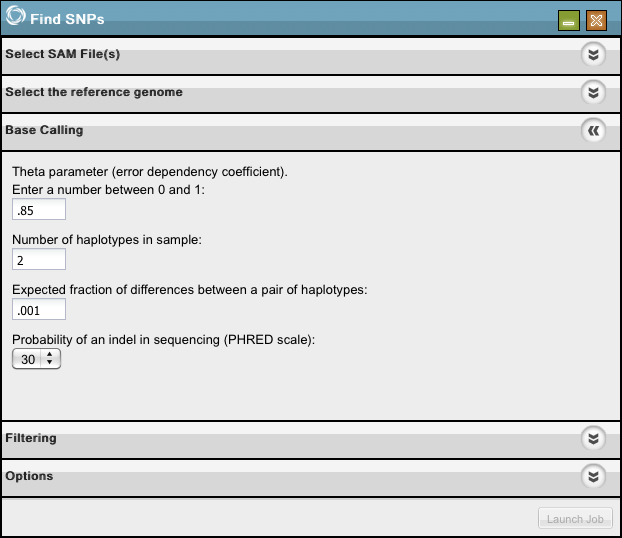 Find SNPs
Select SAM File(s)
Select the reference genome
Base Calling
Theta parameter (error dependency coefficient).
Enter a number between 0 and 1:
.85
Number of haplotypes in sample:
2
Expected fraction of differences between a pair of haplotypes:
.001
Probability of an indel in sequencing (PHRED scale):
30
Filtering
Options
Launch Job